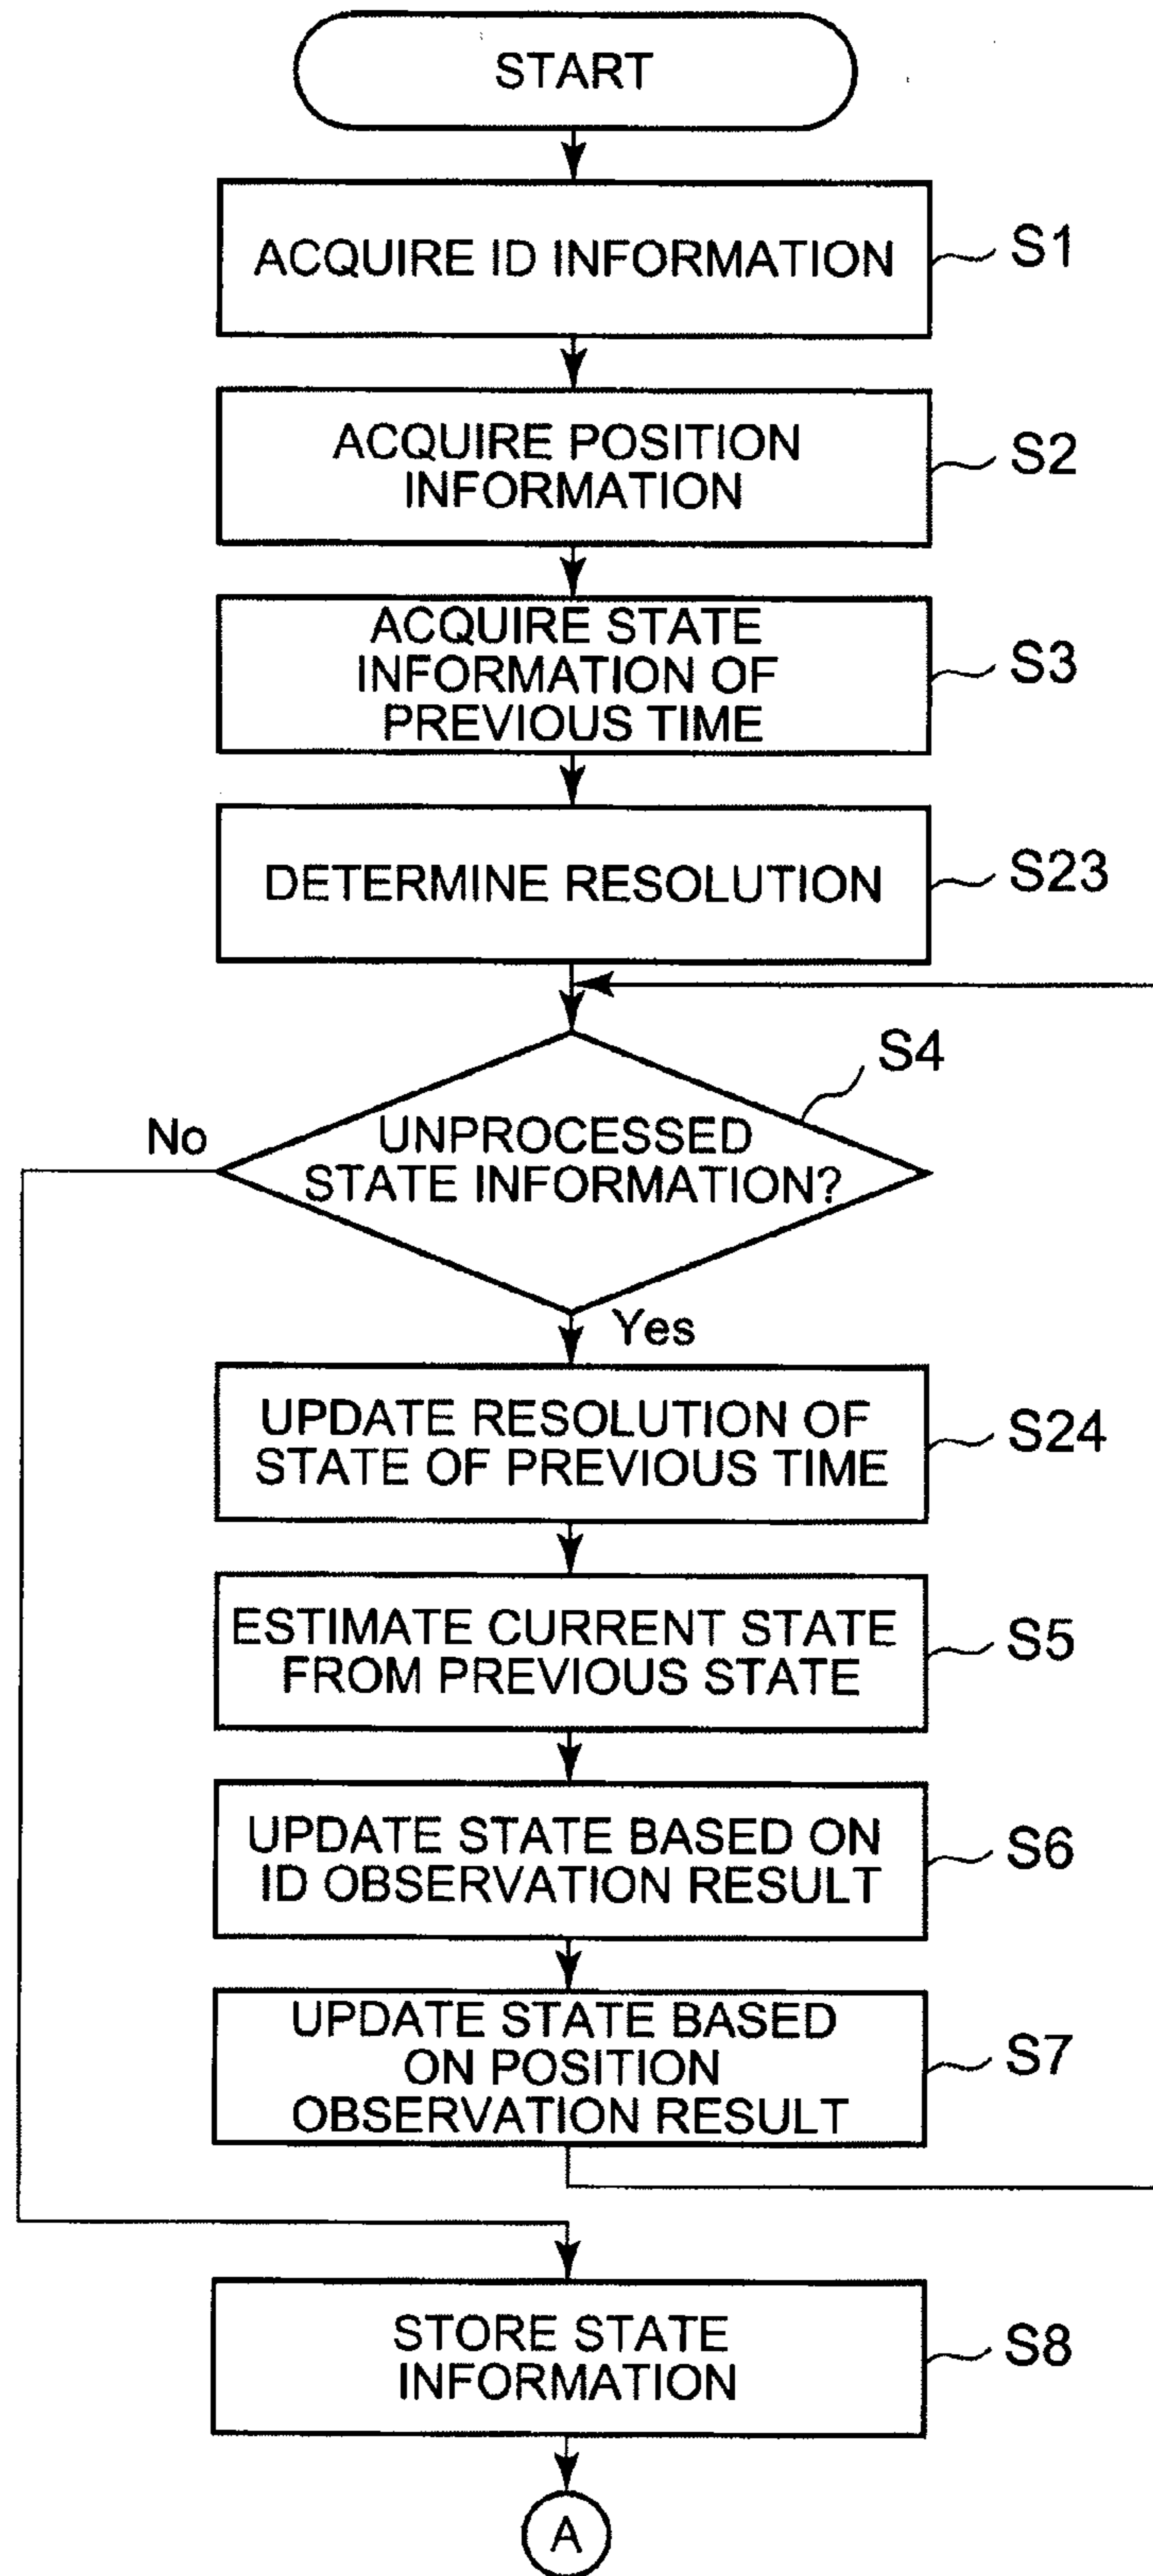 START
ACQUIRE ID INFORMATION
S1
ACQUIRE POSITION
INFORMATION
S2
ACQUIRE STATE
INFORMATION OF
PREVIOUS TIME
S3
DETERMINE RESOLUTION
S23
S4
No
UNPROCESSED
STATE INFORMATION?
Yes
UPDATE RESOLUTION OF
STATE OF PREVIOUS TIME
S24
ESTIMATE CURRENT STATE
FROM PREVIOUS STATE
S5
UPDATE STATE BASED ON
ID OBSERVATION RESULT
S6
UPDATE STATE BASED
ON POSITION
OBSERVATION RESULT
S7
STORE STATE
INFORMATION
S8
A